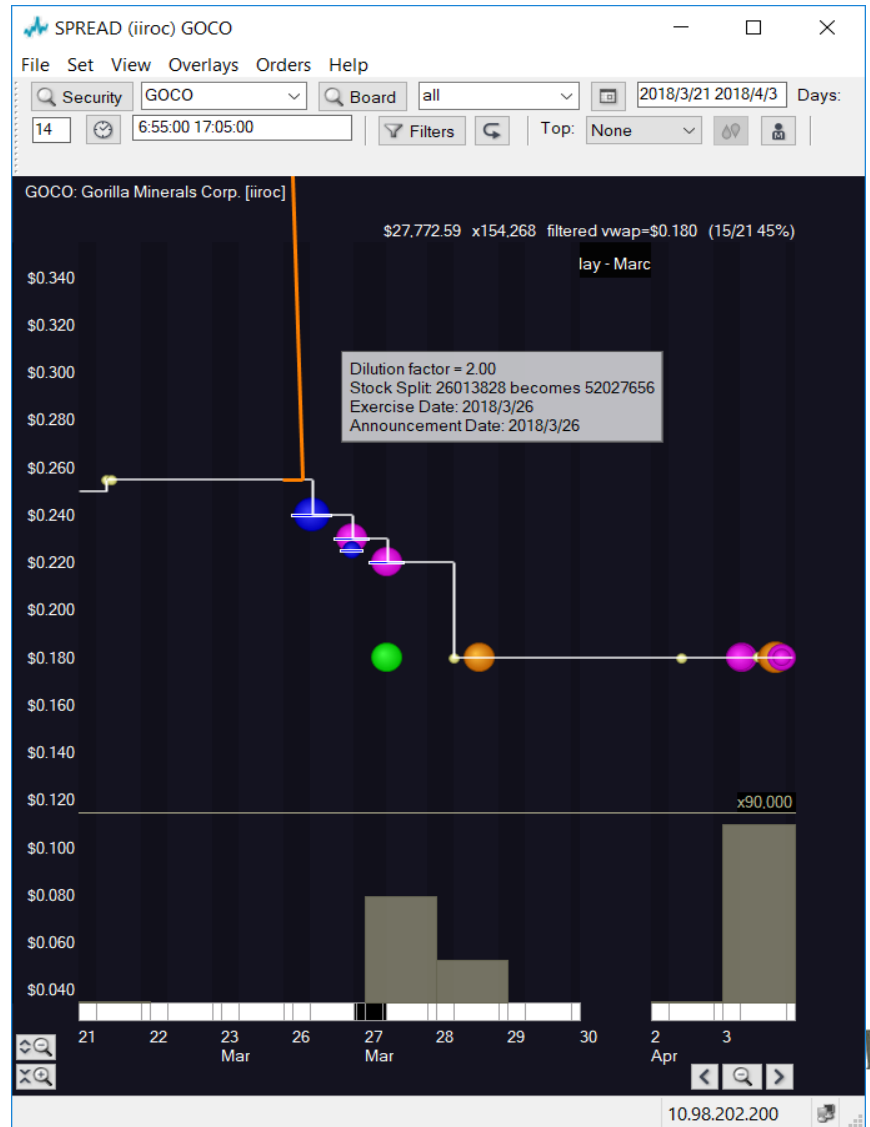 SPREAD (iiroc) GOCO
File Set View Overlays Orders Help
Security GOCO Board all 2018/3/21 2018/4/3 Days:
14 6:55:00 17:05:00 Filters Top: None
GOCO: Gorilla Minerals Corp. [iiroc]
$27,772.59 x154,268 filtered vwap=$0.180 (15/21 45%)
lay - Marc
$0.340
$0.320
$0.300
$0.280
$0.260
$0.240
$0.220
$0.200
$0.180
$0.160
$0.140
$0.120
$0.100
$0.080
$0.060
$0.040
Dilution factor = 2.00
Stock Split: 26013828 becomes 52027656
Exercise Date: 2018/3/26
Announcement Date: 2018/3/26
x90,000
21 22 23 26 27 28 29 30 2 3
Mar Mar Apr
10.98.202.200